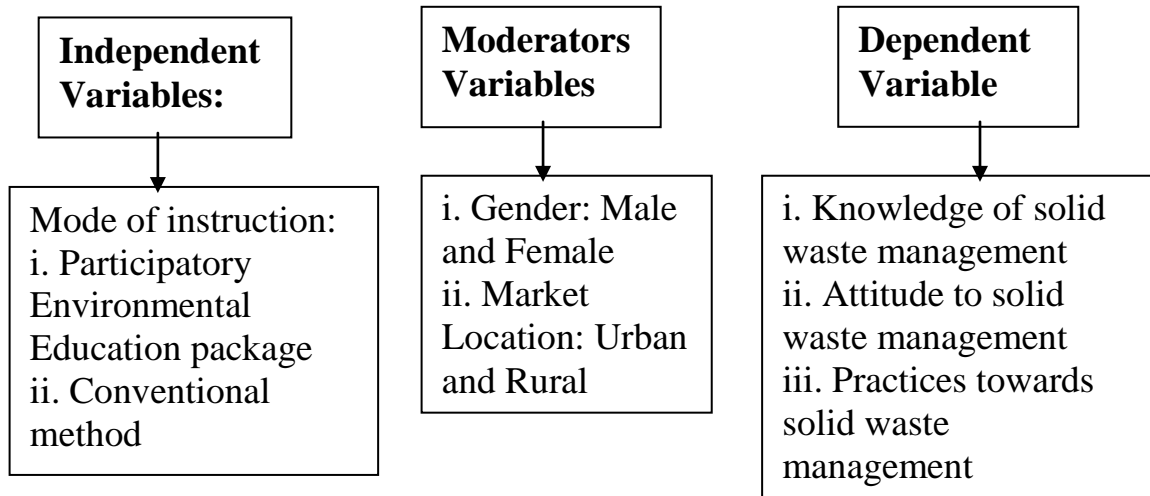 Independent
Variables:
Moderators
Variables
Dependent
Variable
Mode of instruction:
i. Participatory
Environmental
Education package
ii. Conventional
method
i. Gender: Male
and Female
ii. Market
Location: Urban
and Rural
i. Knowledge of solid
waste management
ii. Attitude to solid
waste management
iii. Practices towards
solid waste
management